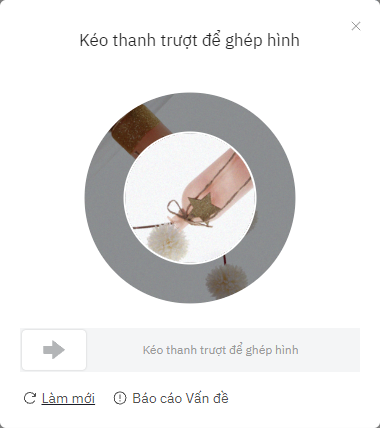 Kéo thanh trượt để ghép hình
Kéo thanh trượt để ghép hình
Làm mới
Báo cáo Vấn đề